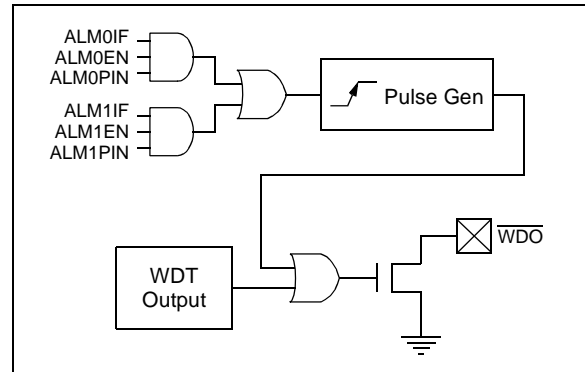 ALM0IF
ALM0EN
ALM0PIN
ALM1IF
ALM1EN
ALM1PIN
Pulse Gen
WDT
Output
WDO